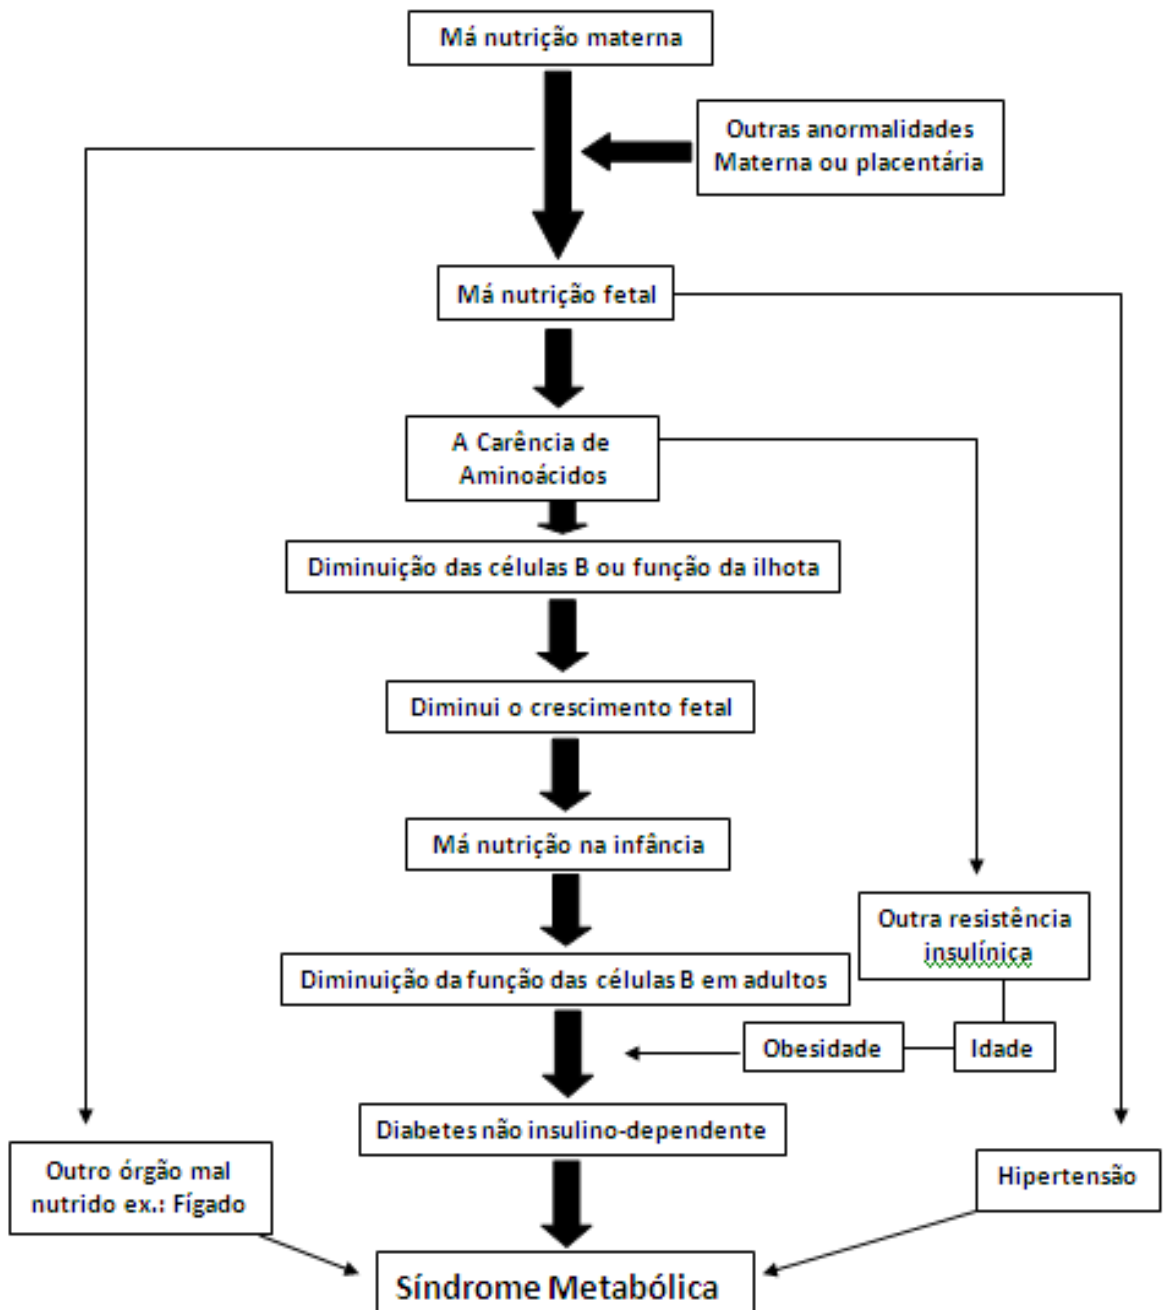 Má nutrição materna
Outras anormalidades
Materna ou placentária
Má nutrição fetal
A Carência de
Aminoácidos
Diminuição das células B ou função da ilhota
Diminui o crescimento fetal
Má nutrição na infância
Outra resistência
insulínica
Diminuição da função das células B em adultos
Obesidade
Idade
Diabetes não insulino-dependente
Outro órgão mal
nutrido ex.: Fígado
Hipertensão
Síndrome Metabólica